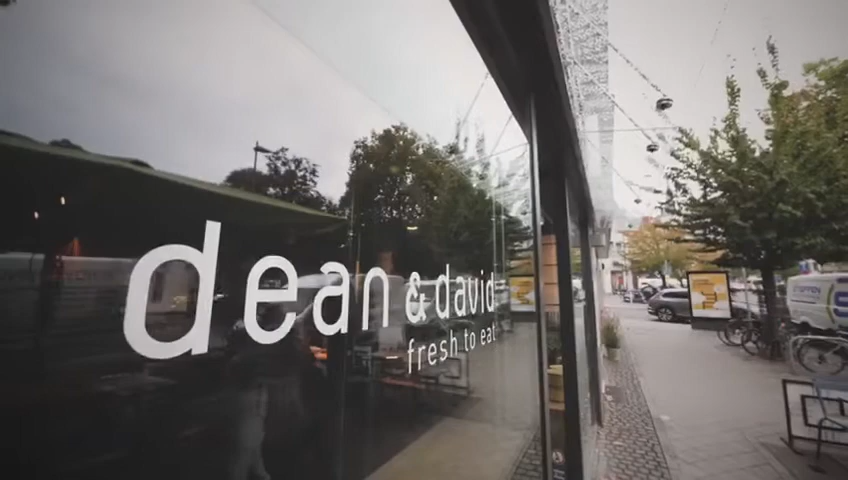 dean & david
– fresh to eat